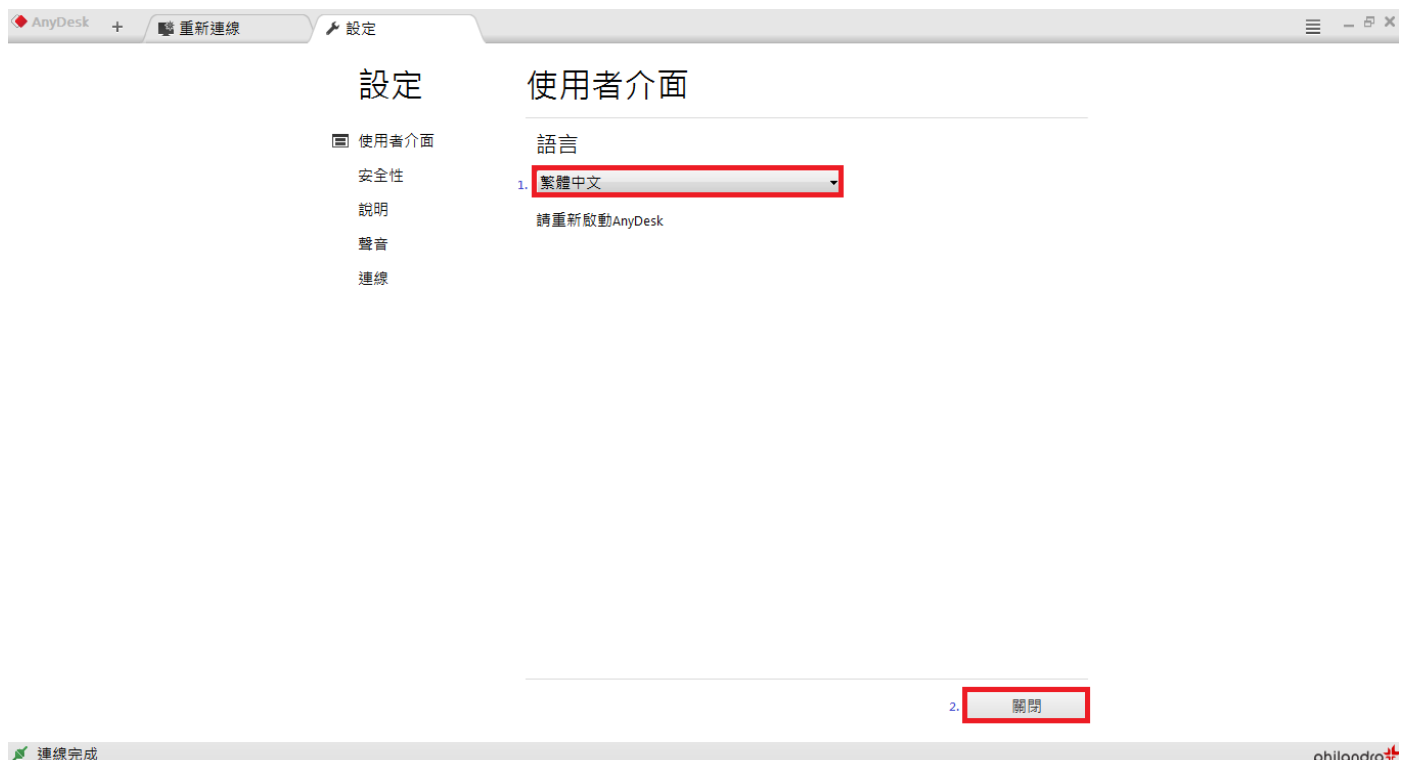 AnyDesk + 重新連線 設定
設定
使用者介面
使用者介面
安全性
說明
聲音
連線
語言
1. 繁體中文
請重新啟動AnyDesk
2. 關閉
連線完成
philandro